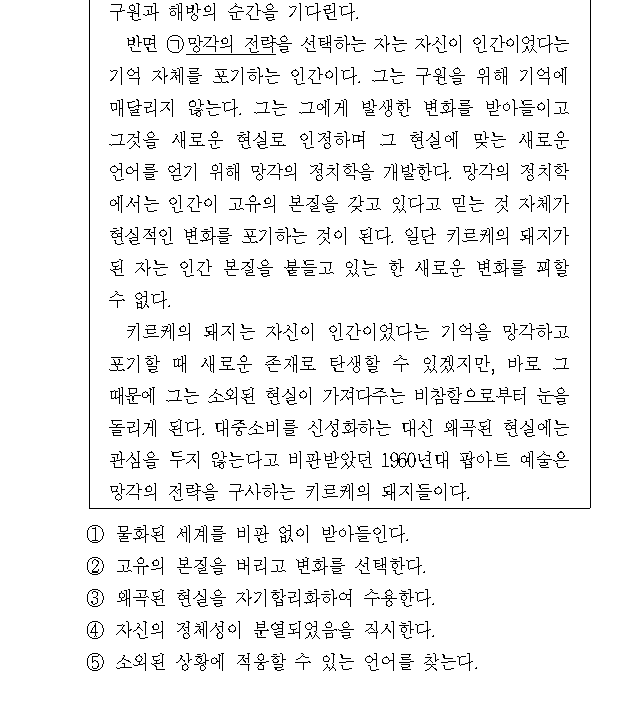 구원과 해방의 순간을 기다린다.
반면 ㉠망각의 전략을 선택하는 자는 자신이 인간이었다는
기억 자체를 포기하는 인간이다. 그는 구원을 위해 기억에
매달리지 않는다. 그는 그에게 발생한 변화를 받아들이고
그것을 새로운 현실로 인정하며 그 현실에 맞는 새로운
언어를 얻기 위해 망각의 정치학을 개발한다. 망각의 정치학
에서는 인간이 고유의 본질을 갖고 있다고 믿는 것 자체가
현실적인 변화를 포기하는 것이 된다. 일단 키르케의 돼지가
된 자는 인간 본질을 붙들고 있는 한 새로운 변화를 꾀할
수 없다.
키르케의 돼지는 자신이 인간이었다는 기억을 망각하고
포기할 때 새로운 존재로 탄생할 수 있겠지만, 바로 그
때문에 그는 소외된 현실이 가져다주는 비참함으로부터 눈을
돌리게 된다. 대중소비를 신성화하는 대신 왜곡된 현실에는
관심을 두지 않는다고 비판받았던 1960년대 팝아트 예술은
망각의 전략을 구사하는 키르케의 돼지들이다.
① 물화된 세계를 비판 없이 받아들인다.
② 고유의 본질을 버리고 변화를 선택한다.
③ 왜곡된 현실을 자기합리화하여 수용한다.
④ 자신의 정체성이 분열되었음을 직시한다.
⑤ 소외된 상황에 적응할 수 있는 언어를 찾는다.